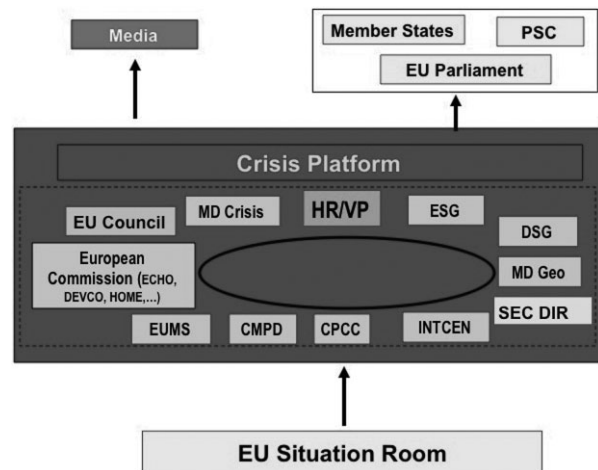 Media
Member States
PSC
EU Parliament
Crisis Platform
EU Council
MD Crisis
HR/VP
ESG
DSG
European
Commission (ECHO,
DEVCO, HOME,...)
MD Geo
SEC DIR
EUMS
CMPD
CPCC
INTCEN
EU Situation Room